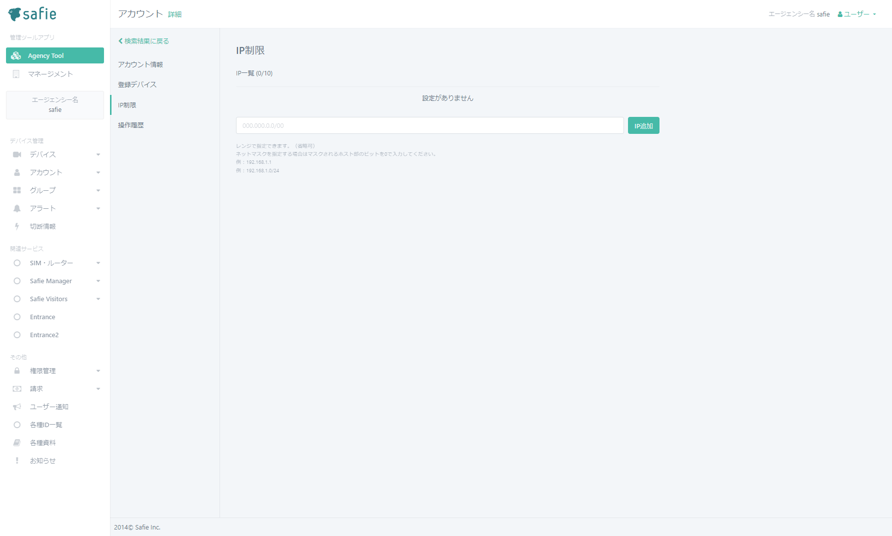 safie
管理ツールアプリ
Agency Tool
マネージメント
エージェンシー名
safie
デバイス管理
デバイス
アカウント
グループ
アラート
切断情報
関連サービス
SIM・ルーター
Safie Manager
Safie Visitors
Entrance
Entrance2
その他
権限管理
請求
ユーザー通知
各種ID一覧
各種資料
お知らせ
アカウント 詳細
エージェンシー名 safie
ユーザー
検索結果に戻る
アカウント情報
登録デバイス
IP制限
操作履歴
IP制限
IP一覧 (0/10)
設定がありません
000.000.0.0/00
IP追加
レンジで指定できます。（省略可）
ネットマスクを指定する場合はマスクされるホスト部のビットを0で入力してください。
例：192.168.1.1
例：192.168.1.0/24
2014© Safie Inc.